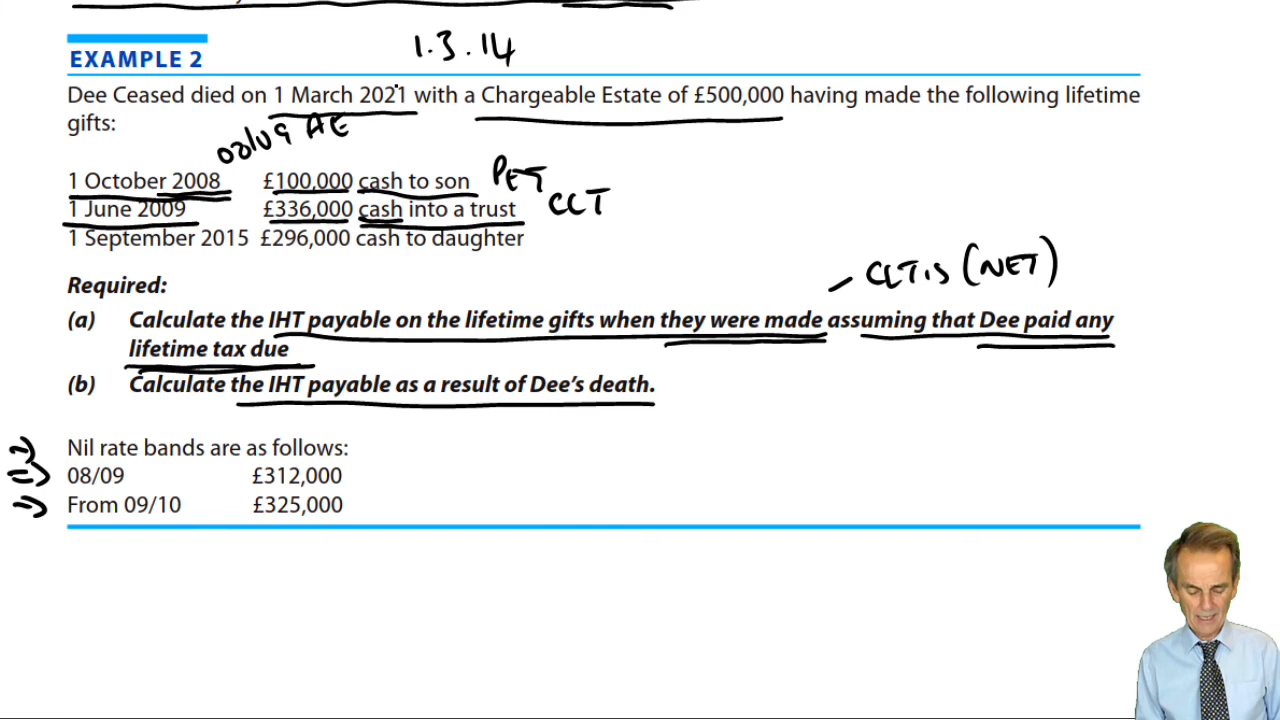 1.3.14
EXAMPLE 2
Dee Ceased died on 1 March 2021 with a Chargeable Estate of £500,000 having made the following lifetime
gifts:
08/09 AE
1 October 2008 £100,000 cash to son PET
1 June 2009 £336,000 cash into a trust CLT
1 September 2015 £296,000 cash to daughter
Required:
– CLT's (NET)
(a) Calculate the IHT payable on the lifetime gifts when they were made assuming that Dee paid any
lifetime tax due
(b) Calculate the IHT payable as a result of Dee's death.
Nil rate bands are as follows:
08/09 £312,000
From 09/10 £325,000